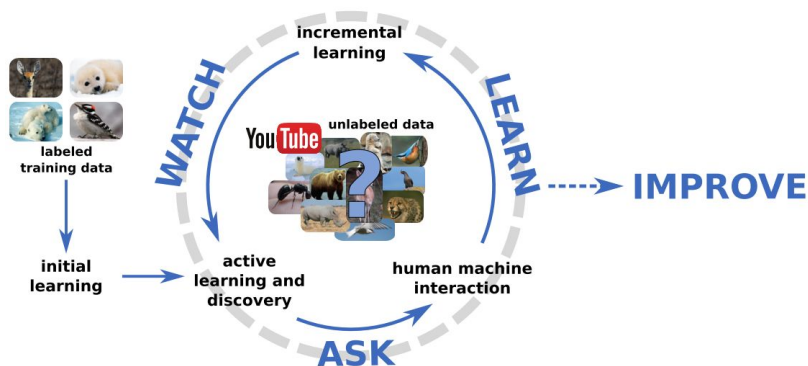 labeled
training data
initial
learning
WATCH
incremental
learning
LEARN
YouTube
unlabeled data
?
active
learning and
discovery
human machine
interaction
ASK
IMPROVE